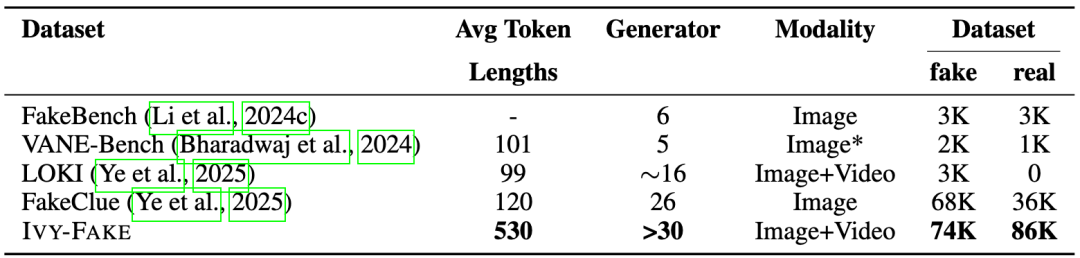 Dataset Avg Token Generator Modality Dataset
Lengths fake real
FakeBench (Li et al., 2024c) - 6 Image 3K 3K
VANE-Bench (Bharadwaj et al., 2024) 101 5 Image* 2K 1K
LOKI (Ye et al., 2025) 99 ~16 Image+Video 3K 0
FakeClue (Ye et al., 2025) 120 26 Image 68K 36K
IVY-FAKE 530 >30 Image+Video 74K 86K